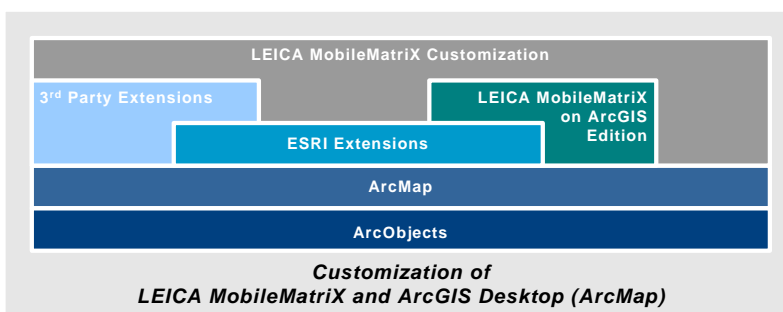 LEICA MobileMatriX Customization
3rd Party Extensions
LEICA MobileMatriX
on ArcGIS
Edition
ESRI Extensions
ArcMap
ArcObjects
Customization of
LEICA MobileMatriX and ArcGIS Desktop (ArcMap)